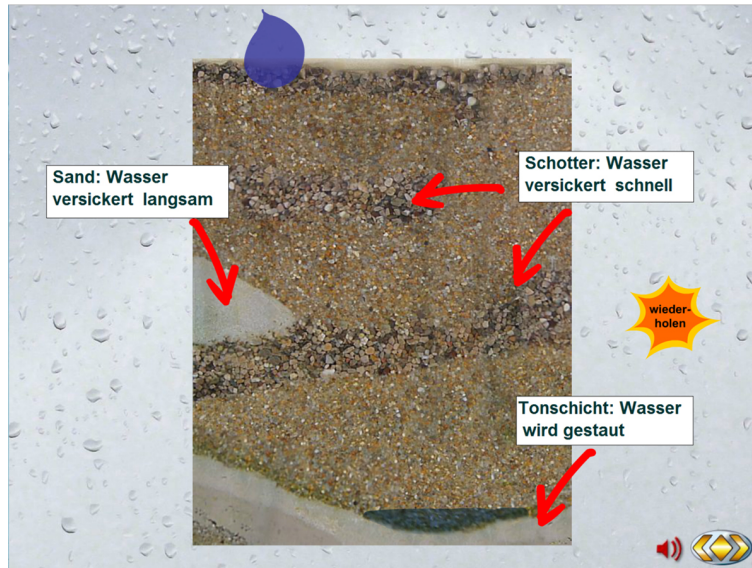 Sand: Wasser
versickert langsam
Schotter: Wasser
versickert schnell
wieder-
holen
Tonschicht: Wasser
wird gestaut